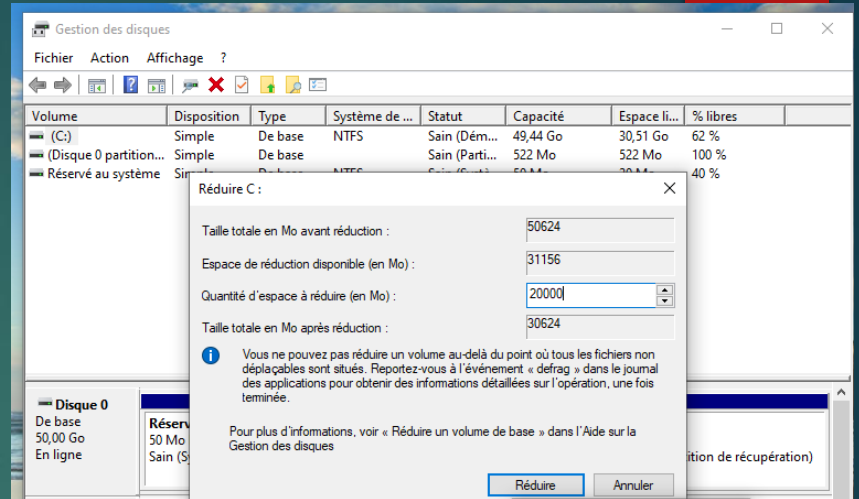 Gestion des disques
Fichier Action Affichage ?
Volume Disposition Type Système de ... Statut Capacité Espace li... % libres
(C:) Simple De base NTFS Sain (Dém... 49,44 Go 30,51 Go 62 %
(Disque 0 partition... Simple De base Sain (Parti... 522 Mo 522 Mo 100 %
Réservé au système 40 %
Réduire C :
Taille totale en Mo avant réduction : 50624
Espace de réduction disponible (en Mo) : 31156
Quantité d'espace à réduire (en Mo) : 20000
Taille totale en Mo après réduction : 30624
Vous ne pouvez pas réduire un volume au-delà du point où tous les fichiers non
déplaçables sont situés. Reportez-vous à l'événement « defrag » dans le journal
des applications pour obtenir des informations détaillées sur l'opération, une fois
terminée.
Pour plus d'informations, voir « Réduire un volume de base » dans l'Aide sur la
Gestion des disques
Réduire Annuler
Disque 0
De base
50,00 Go
En ligne
Réserv
50 Mo
Sain (S
ition de récupération)